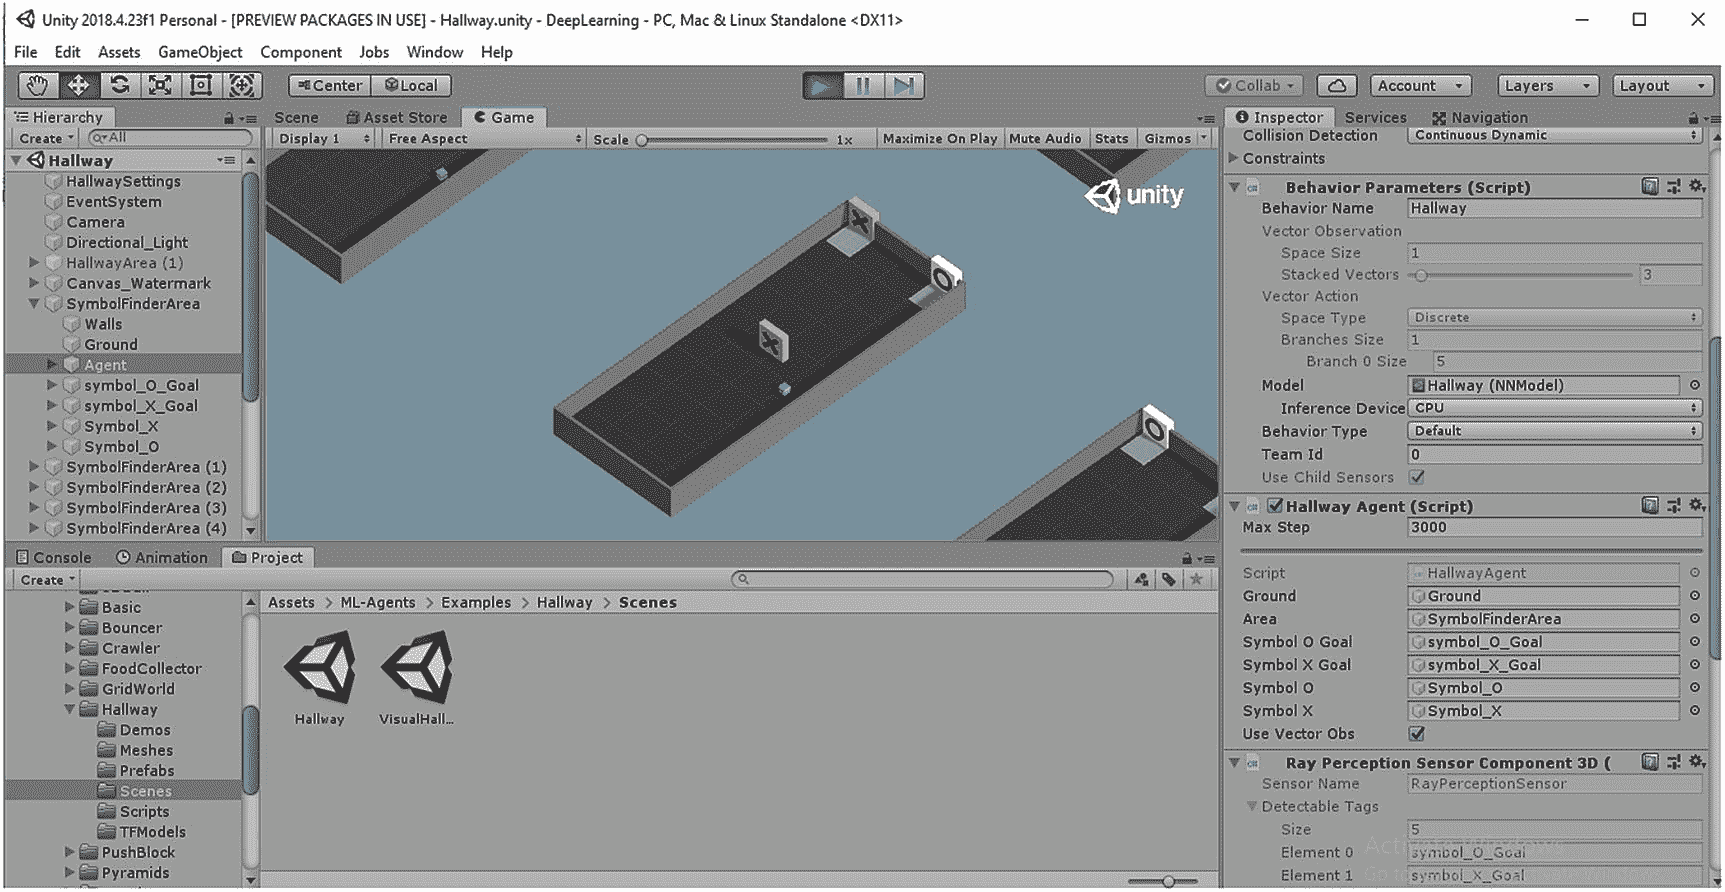 Unity 2018.4.23f1 Personal - [PREVIEW PACKAGES IN USE] - Hallway.unity - DeepLearning - PC, Mac & Linux Standalone <DX11>
File Edit Assets GameObject Component Jobs Window Help
Center Local Collab Account Layers Layout
Hierarchy
Create All
Hallway
HallwaySettings
EventSystem
Camera
Directional_Light
HallwayArea (1)
Canvas_Watermark
SymbolFinderArea
Walls
Ground
Agent
symbol_O_Goal
symbol_X_Goal
Symbol_X
Symbol_O
SymbolFinderArea (1)
SymbolFinderArea (2)
SymbolFinderArea (3)
SymbolFinderArea (4)
Scene Asset Store Game
Display 1 Free Aspect Scale 1x Maximize On Play Mute Audio Stats Gizmos
unity
Inspector Services Navigation
Collision Detection Continuous Dynamic
Constraints
Behavior Parameters (Script)
Behavior Name Hallway
Vector Observation
Space Size 1
Stacked Vectors 3
Vector Action
Space Type Discrete
Branches Size 1
Branch 0 Size 5
Model Hallway (NNModel)
Inference Device CPU
Behavior Type Default
Team Id 0
Use Child Sensors
Hallway Agent (Script)
Max Step 3000
Script HallwayAgent
Ground Ground
Area SymbolFinderArea
Symbol O Goal symbol_O_Goal
Symbol X Goal symbol_X_Goal
Symbol O Symbol_O
Symbol X Symbol_X
Use Vector Obs
Ray Perception Sensor Component 3D (
Sensor Name RayPerceptionSensor
Detectable Tags
Size 5
Element 0 symbol_O_Goal
Element 1 symbol_X_Goal
Console Animation Project
Create
Basic
Bouncer
Crawler
FoodCollector
GridWorld
Hallway
Demos
Meshes
Prefabs
Scenes
Scripts
TFModels
PushBlock
Pyramids
Assets > ML-Agents > Examples > Hallway > Scenes
Hallway VisualHall...